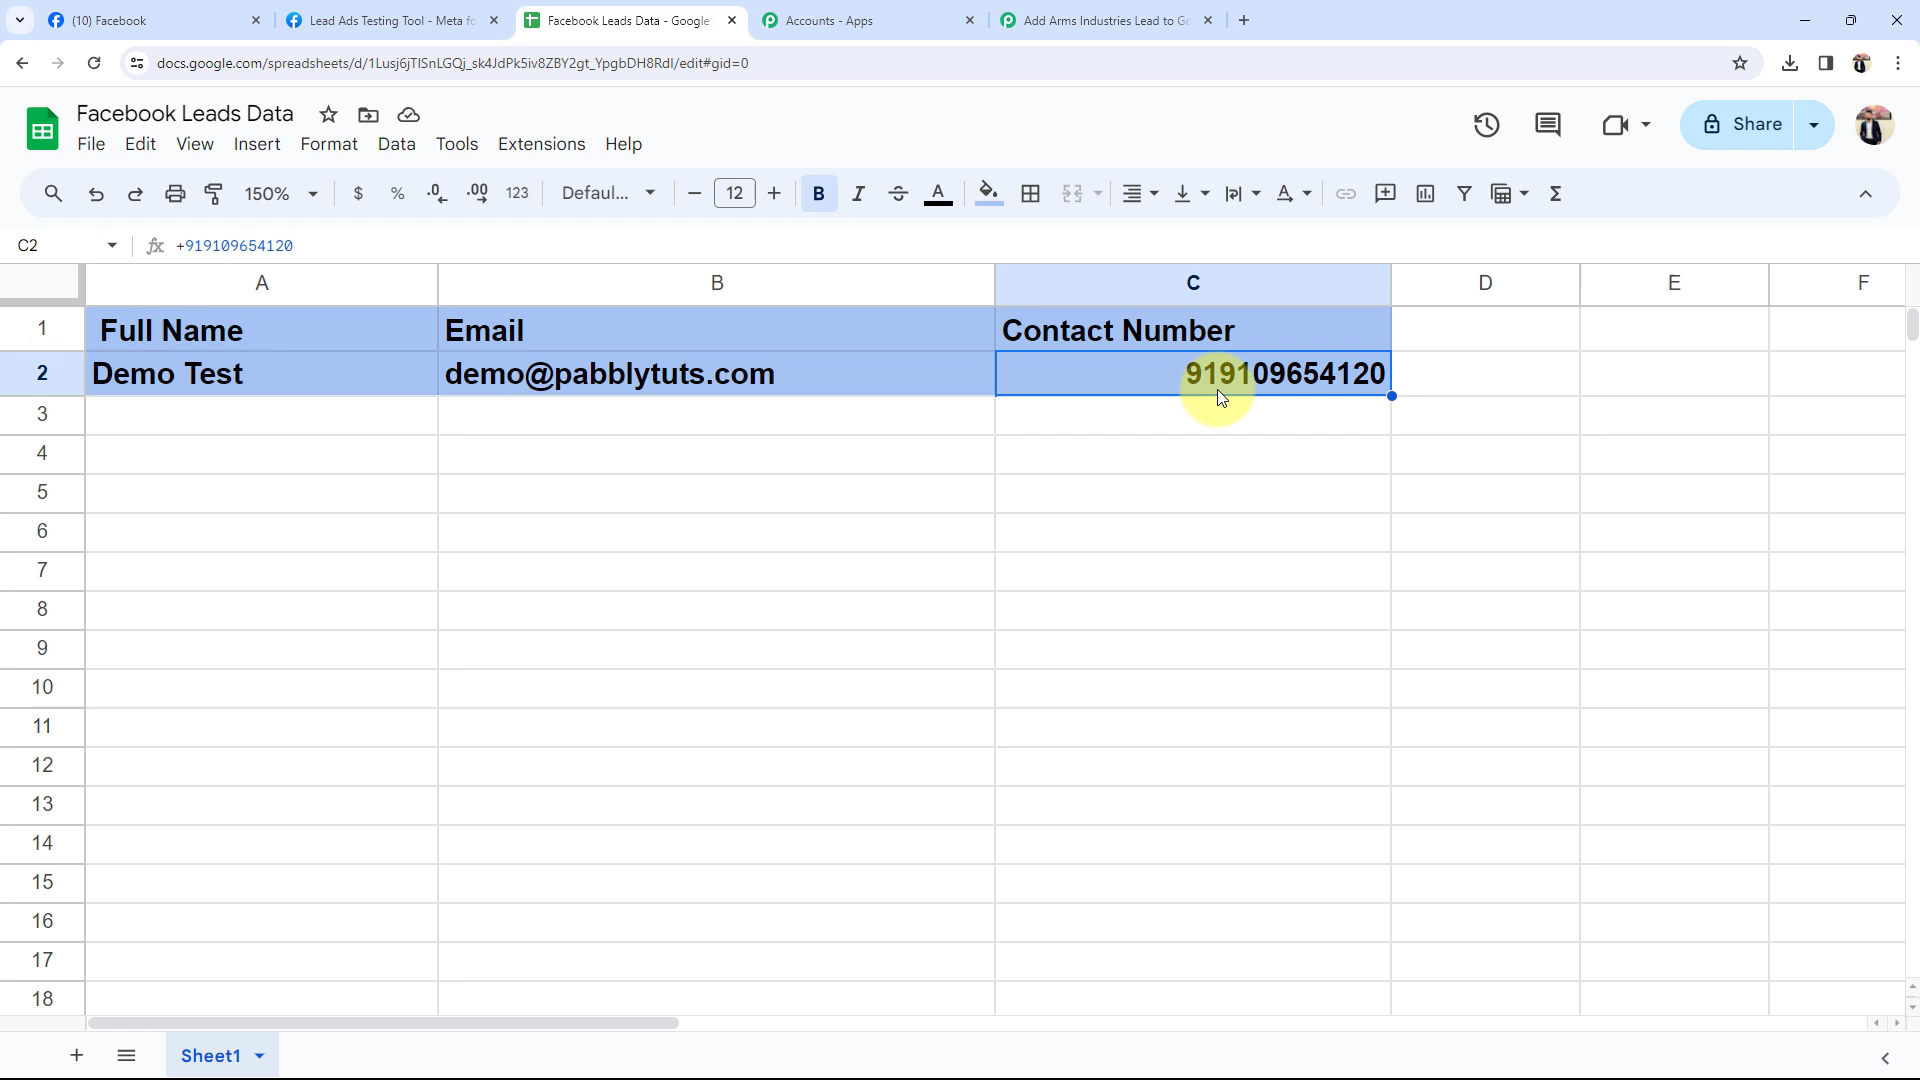 (10) Facebook
Lead Ads Testing Tool - Meta fo
Facebook Leads Data - Google
Accounts - Apps
Add Arms Industries Lead to Go
docs.google.com/spreadsheets/d/1Lusj6jTISnLGQj_sk4JdPk5iv8ZBY2gt_YpgbDH8RdI/edit#gid=0
Facebook Leads Data
File Edit View Insert Format Data Tools Extensions Help
Share
150% $ % .0 .00 123 Defaul... 12 B I S A
C2
fx +919109654120
A B C D E F
1 Full Name Email Contact Number
2 Demo Test demo@pabblytuts.com 919109654120
3
4
5
6
7
8
9
10
11
12
13
14
15
16
17
18
Sheet1